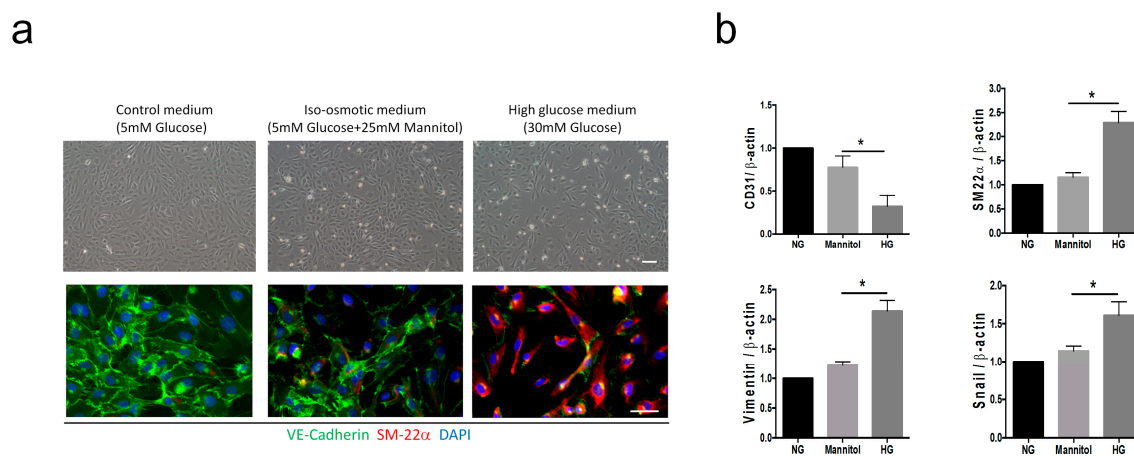 a
b
Control medium
(5mM Glucose)
Iso-osmotic medium
(5mM Glucose+25mM Mannitol)
High glucose medium
(30mM Glucose)
VE-Cadherin SM-22α DAPI
CD31/ β-actin
1.5
1.0
0.5
0.0
*
NG Mannitol HG
SM22α / β-actin
3.0
2.5
2.0
1.5
1.0
0.5
0.0
*
NG Mannitol HG
Vimentin / β-actin
2.5
2.0
1.5
1.0
0.5
0.0
*
NG Mannitol HG
Snail / β-actin
2.0
1.5
1.0
0.5
0.0
*
NG Mannitol HG